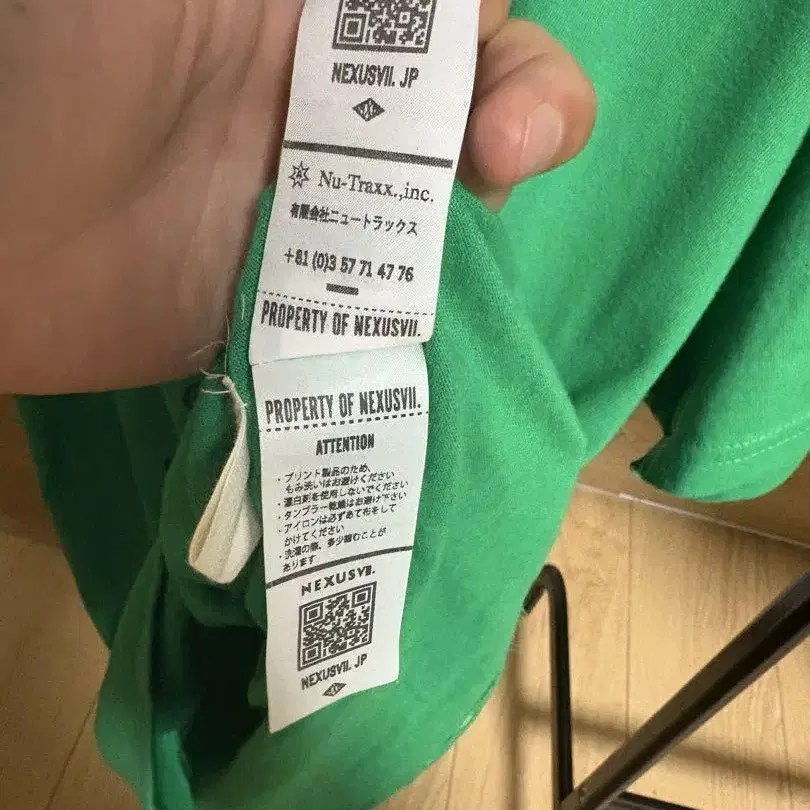 NEXUSVII. JP
Nu-Traxx.,inc.
有限会社ニュートラックス
+81 (0)3 57 71 47 76
PROPERTY OF NEXUSVII.
PROPERTY OF NEXUSVII.
ATTENTION
・プリント製品のため、
もみ洗いはお避けください
・漂白剤を使用しないでください
・タンブラー乾燥はお避け下さい
・アイロンは必ずあて布をして
かけてください
・洗濯の際、多少縮むことが
あります
NEXUSVII.
NEXUSVII. JP